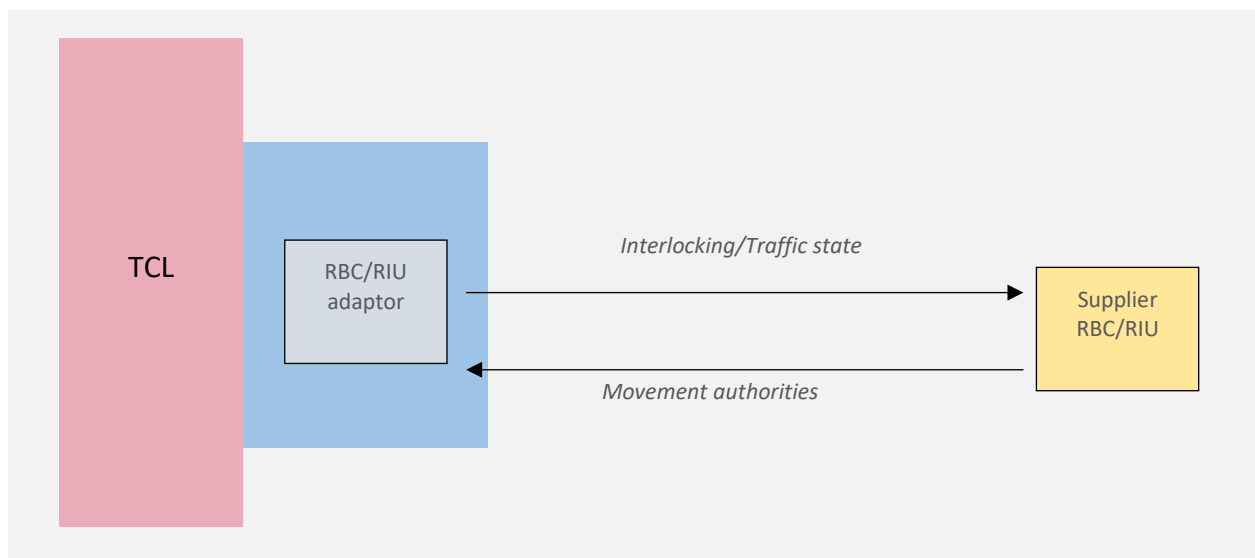 TCL
RBC/RIU
adaptor
Interlocking/Traffic state
Movement authorities
Supplier
RBC/RIU